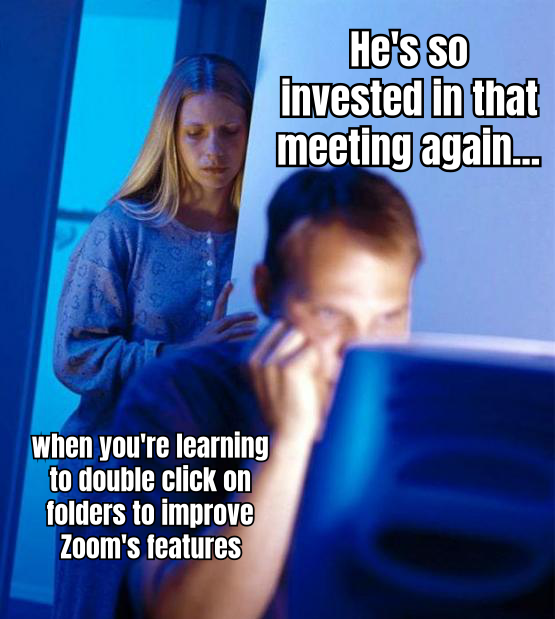 He's so
invested in that
meeting again...
when you're learning
to double click on
folders to improve
Zoom's features